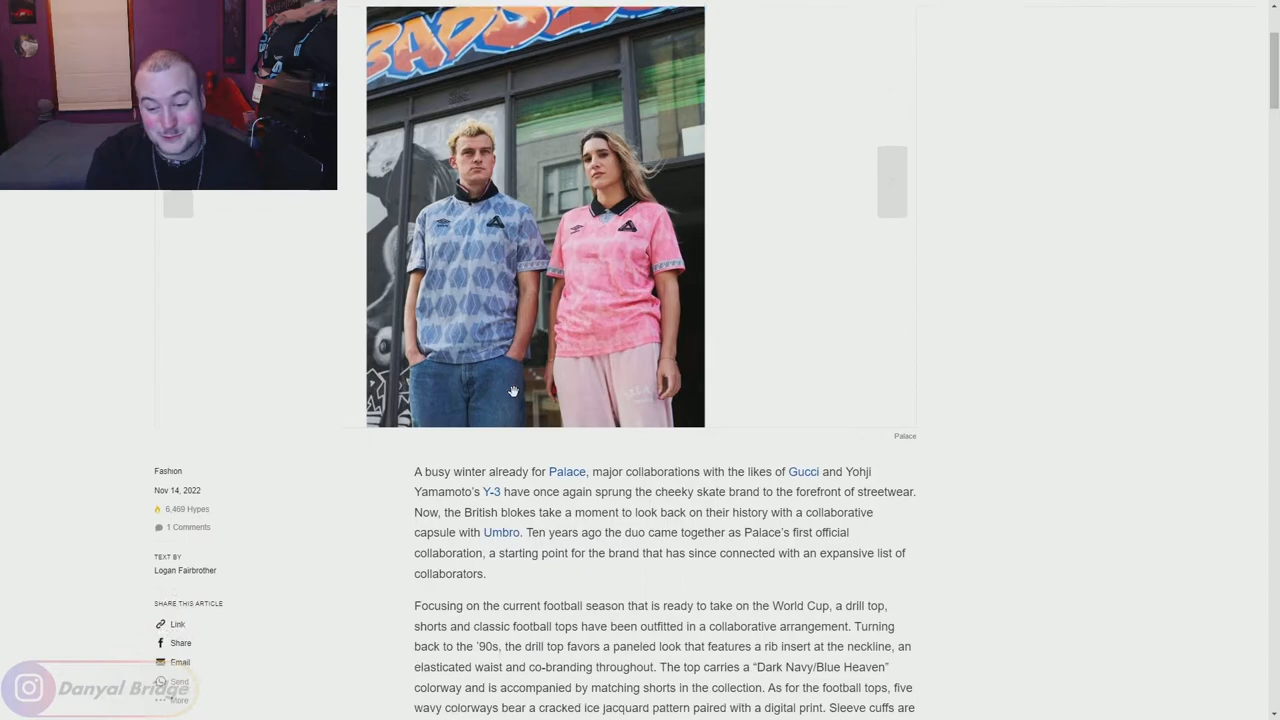 BADS
Palace
Fashion
Nov 14, 2022
6,469 Hypes
1 Comments
TEXT BY
Logan Fairbrother
SHARE THIS ARTICLE
Link
Share
Email
Send
More
A busy winter already for Palace, major collaborations with the likes of Gucci and Yohji
Yamamoto's Y-3 have once again sprung the cheeky skate brand to the forefront of streetwear.
Now, the British blokes take a moment to look back on their history with a collaborative
capsule with Umbro. Ten years ago the duo came together as Palace's first official
collaboration, a starting point for the brand that has since connected with an expansive list of
collaborators.
Focusing on the current football season that is ready to take on the World Cup, a drill top,
shorts and classic football tops have been outfitted in a collaborative arrangement. Turning
back to the '90s, the drill top favors a paneled look that features a rib insert at the neckline, an
elasticated waist and co-branding throughout. The top carries a "Dark Navy/Blue Heaven"
colorway and is accompanied by matching shorts in the collection. As for the football tops, five
wavy colorways bear a cracked ice jacquard pattern paired with a digital print. Sleeve cuffs are
Danyal Bridge